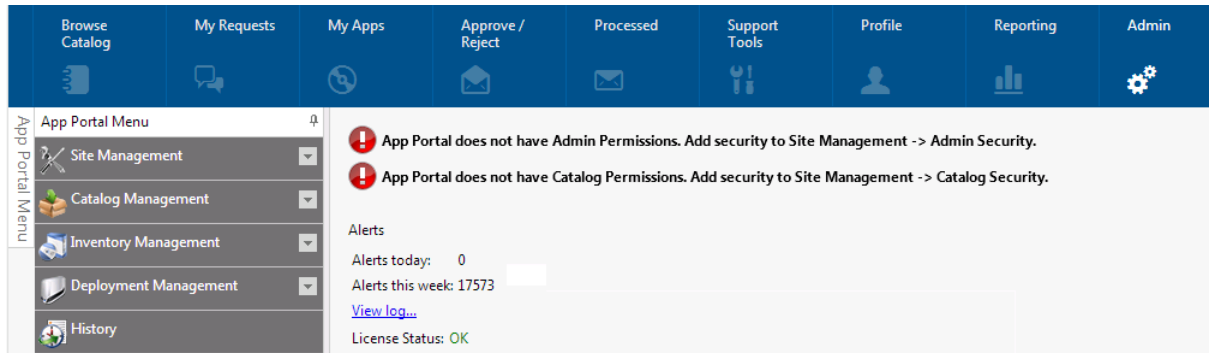 Browse
Catalog
My Requests
My Apps
Approve /
Reject
Processed
Support
Tools
Profile
Reporting
Admin
App Portal Menu
App Portal Menu
Site Management
Catalog Management
Inventory Management
Deployment Management
History
App Portal does not have Admin Permissions. Add security to Site Management -> Admin Security.
App Portal does not have Catalog Permissions. Add security to Site Management -> Catalog Security.
Alerts
Alerts today: 0
Alerts this week: 17573
View log...
License Status: OK